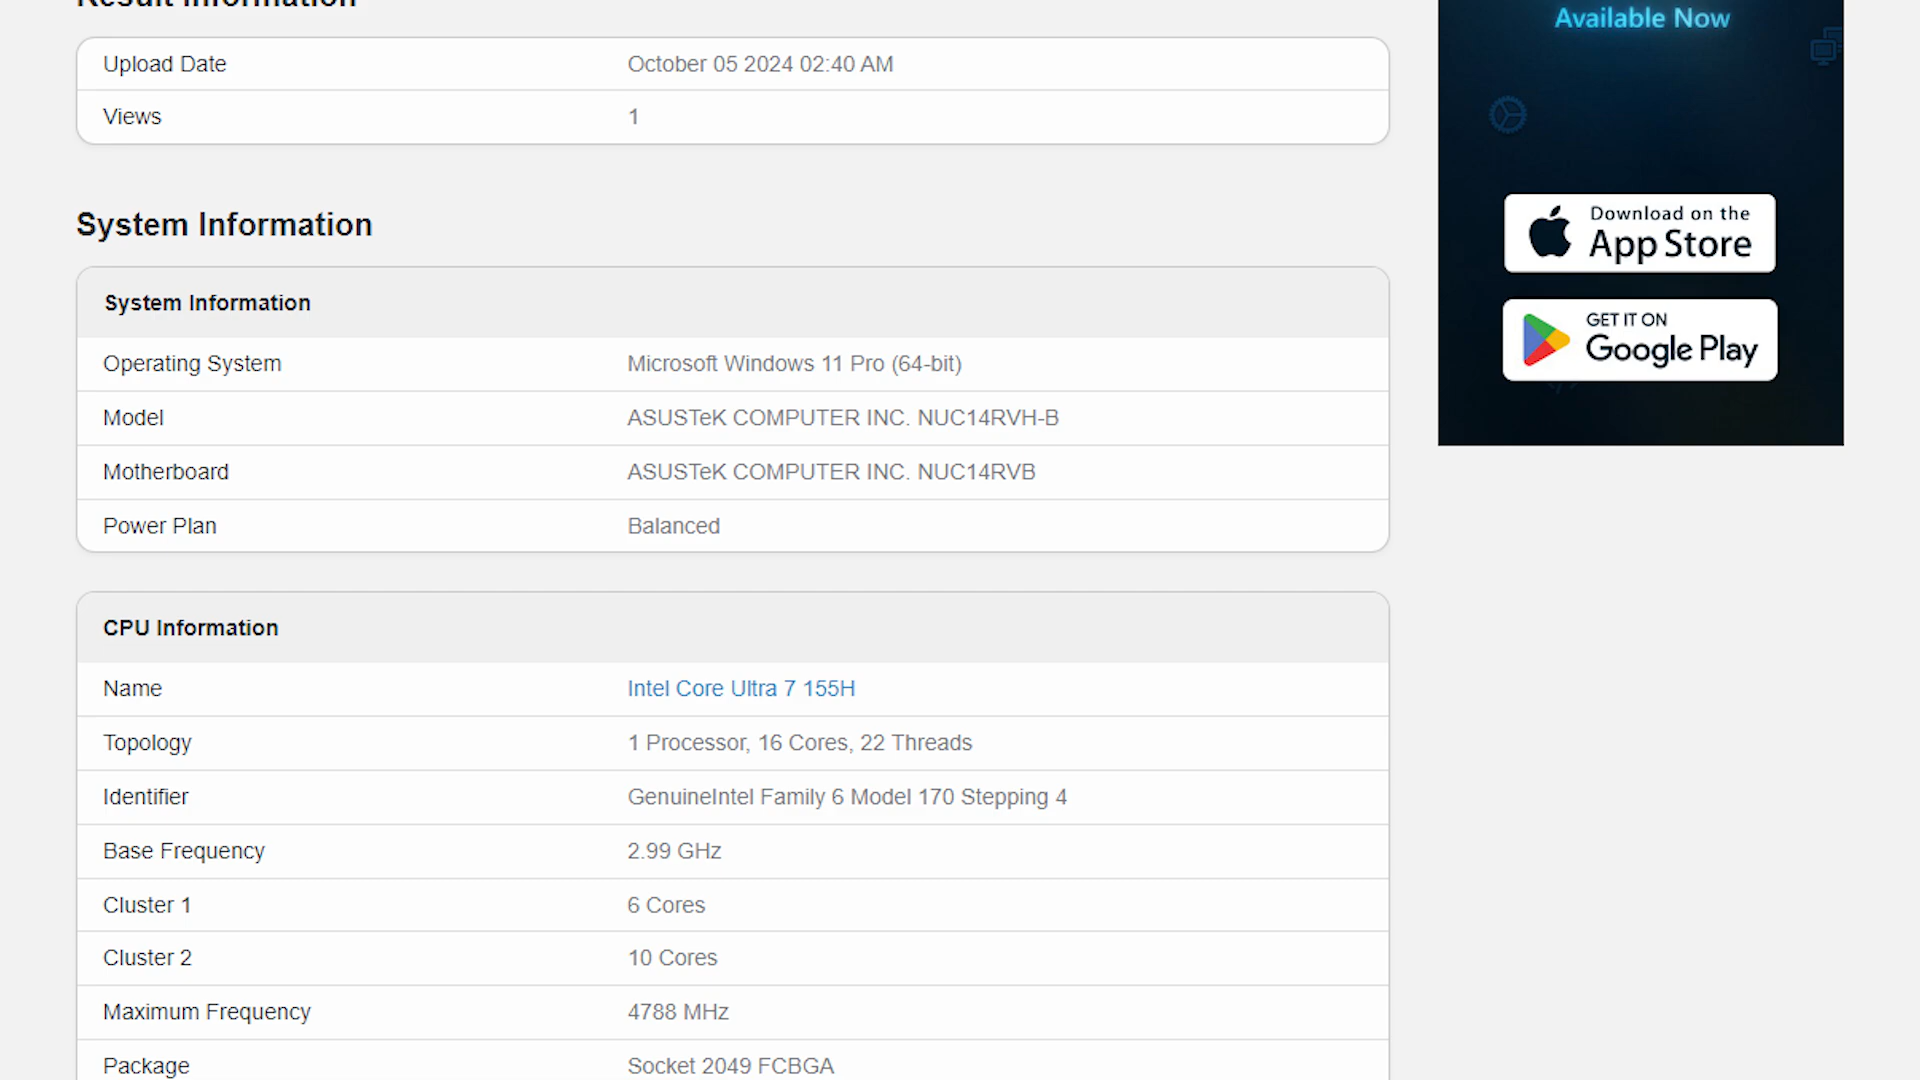 Result Information
Upload Date October 05 2024 02:40 AM
Views 1
System Information
System Information
Operating System Microsoft Windows 11 Pro (64-bit)
Model ASUSTeK COMPUTER INC. NUC14RVH-B
Motherboard ASUSTeK COMPUTER INC. NUC14RVB
Power Plan Balanced
CPU Information
Name Intel Core Ultra 7 155H
Topology 1 Processor, 16 Cores, 22 Threads
Identifier GenuineIntel Family 6 Model 170 Stepping 4
Base Frequency 2.99 GHz
Cluster 1 6 Cores
Cluster 2 10 Cores
Maximum Frequency 4788 MHz
Package Socket 2049 FCBGA
Available Now
Download on the
App Store
GET IT ON
Google Play